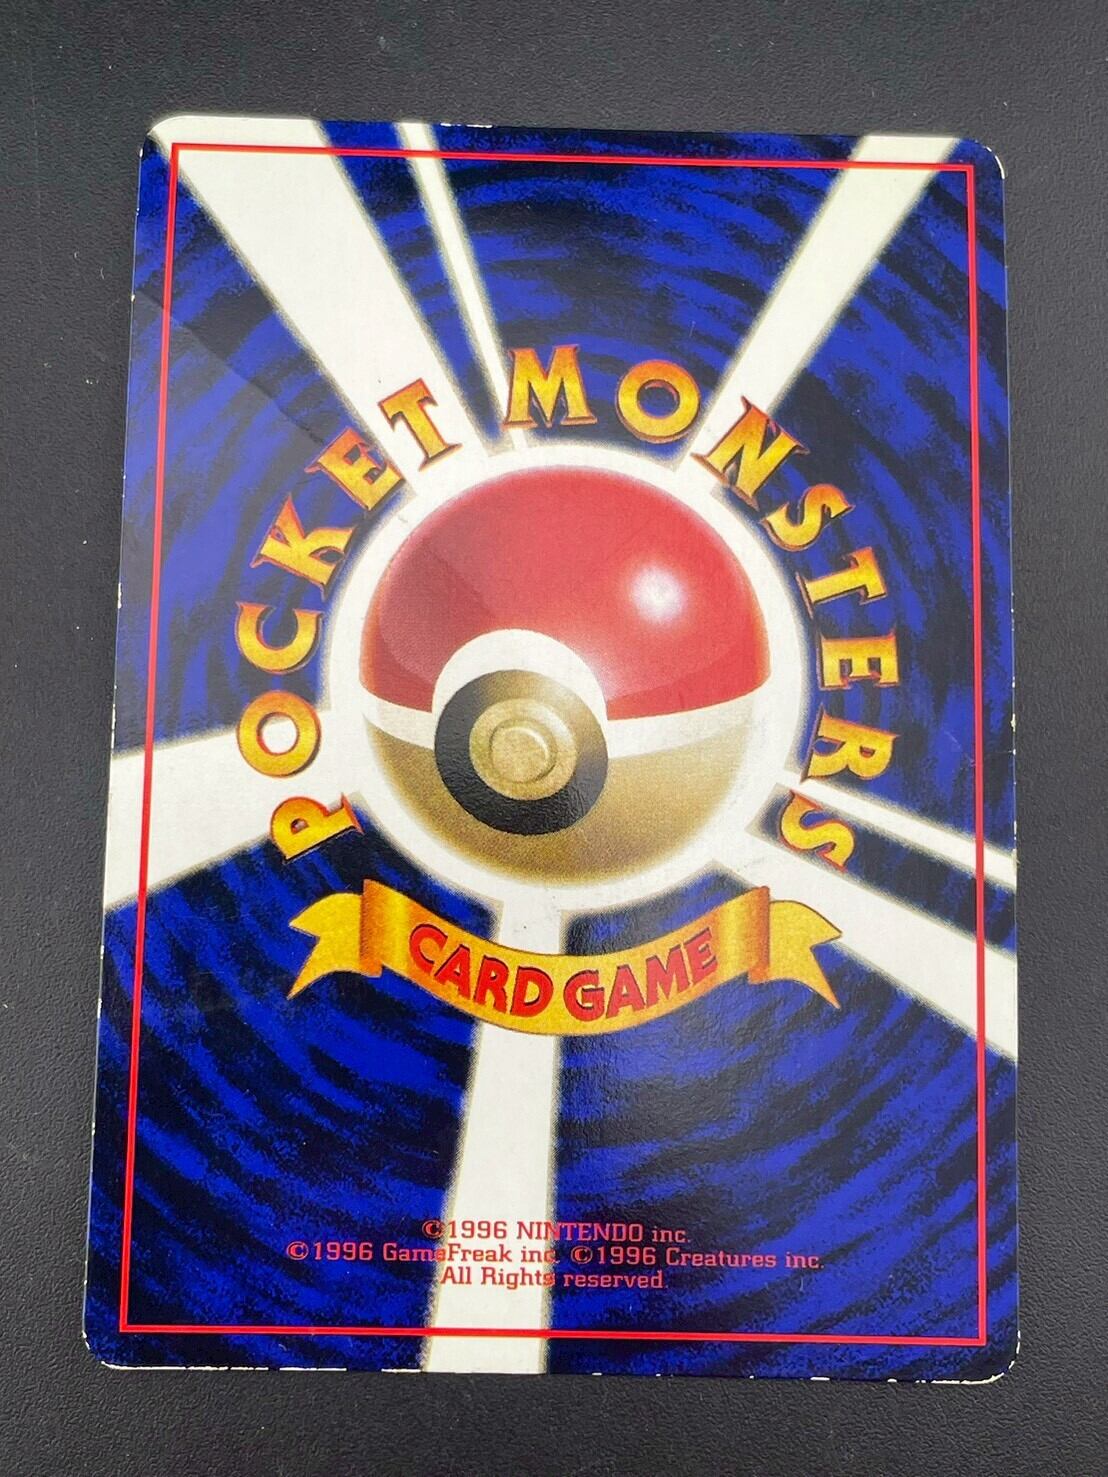 POCKET MONSTERS
CARD GAME
©1996 NINTENDO inc.
©1996 GameFreak inc. ©1996 Creatures inc.
All Rights reserved.